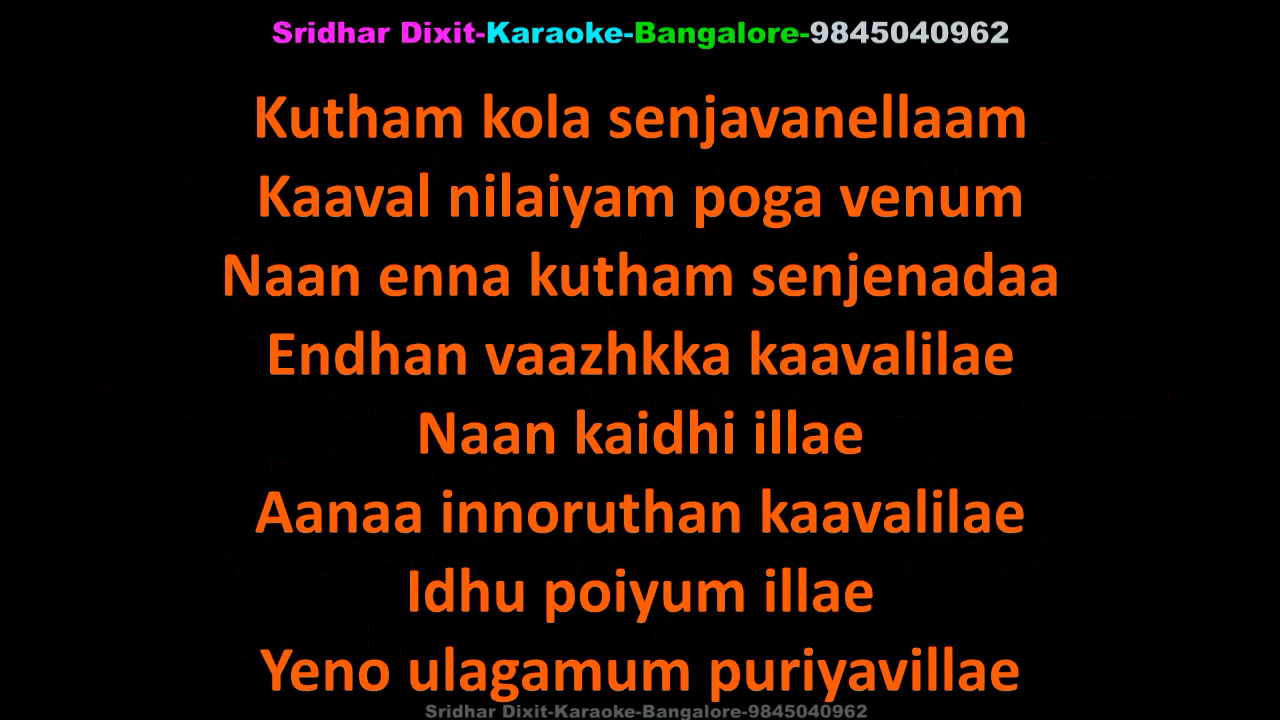 Sridhar Dixit-Karaoke-Bangalore-9845040962
Kutham kola senjavanellaam
Kaaval nilaiyam poga venum
Naan enna kutham senjenadaa
Endhan vaazhkka kaavalilae
Naan kaidhi illae
Aanaa innoruthan kaavalilae
Idhu poiyum illae
Yeno ulagamum puriyavillae
Sridhar Dixit-Karaoke-Bangalore-9845040962